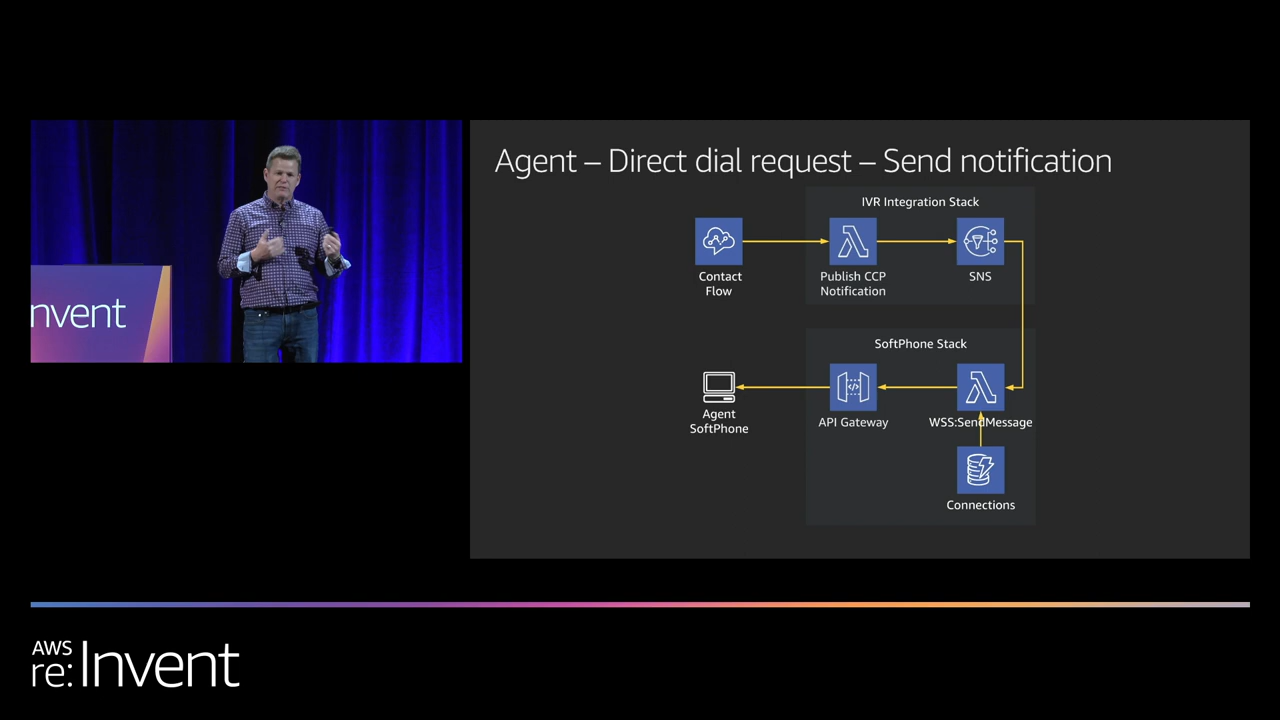 Agent – Direct dial request – Send notification
IVR Integration Stack
Contact
Flow
Publish CCP
Notification
SNS
SoftPhone Stack
Agent
SoftPhone
API Gateway
WSS:SendMessage
Connections
nvent
AWS
re:Invent